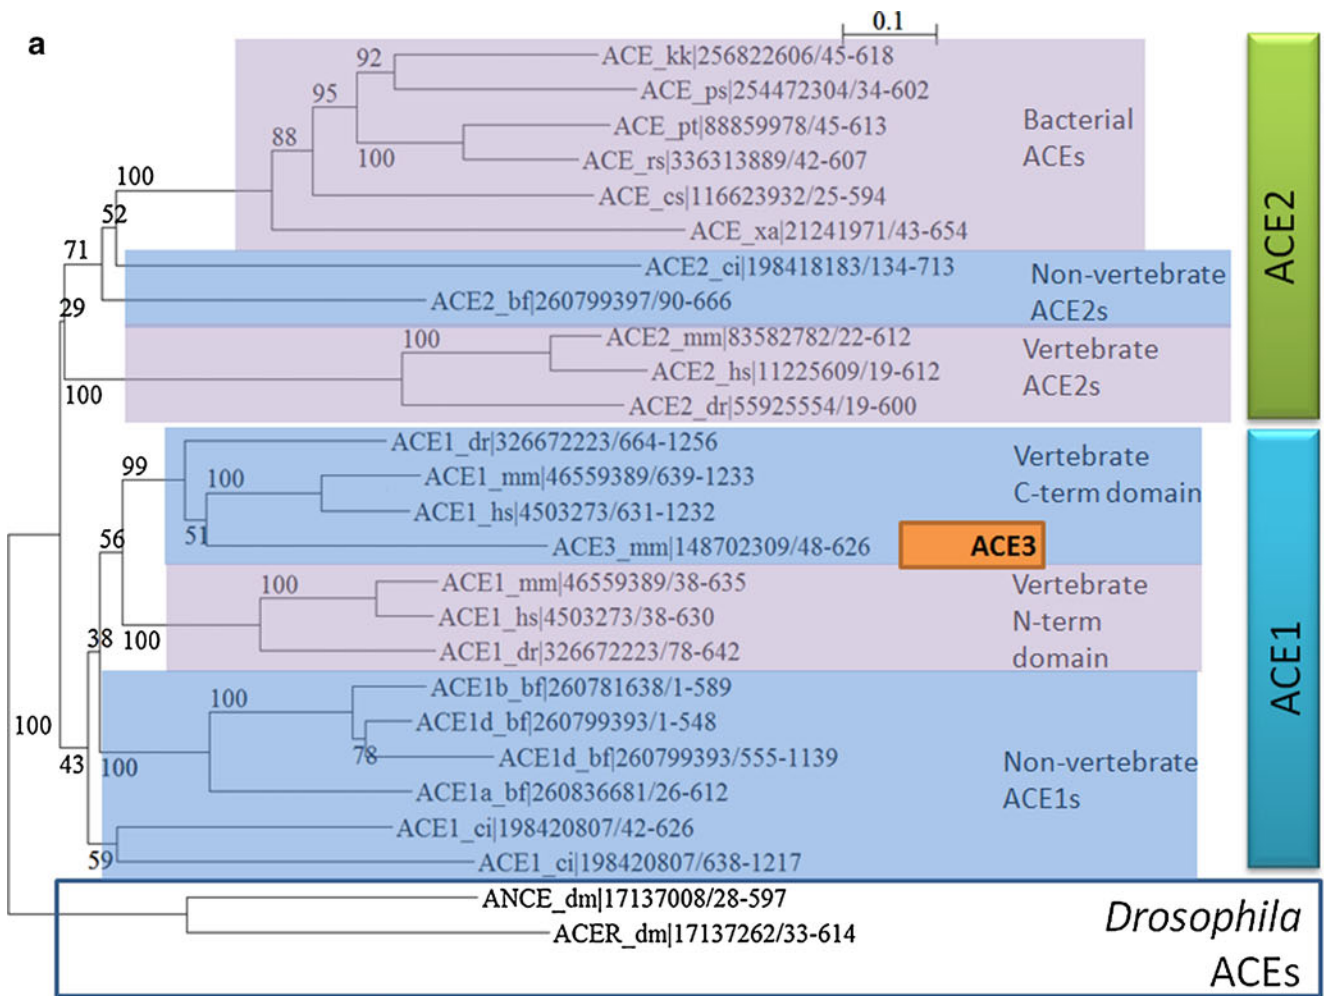 a
0.1
92
ACE_kk|256822606/45-618
95
ACE_ps|254472304/34-602
88
ACE_pt|88859978/45-613
100
ACE_rs|336313889/42-607
Bacterial
ACEs
100
ACE_cs|116623932/25-594
52
ACE_xa|21241971/43-654
71
ACE2_ci|198418183/134-713
Non-vertebrate
ACE2s
29
ACE2_bf|260799397/90-666
100
ACE2_mm|83582782/22-612
Vertebrate
ACE2s
ACE2_hs|11225609/19-612
100
ACE2_dr|55925554/19-600
ACE2
ACE1_dr|326672223/664-1256
Vertebrate
C-term domain
99
100
ACE1_mm|46559389/639-1233
ACE1_hs|4503273/631-1232
51
56
ACE3_mm|148702309/48-626
ACE3
100
ACE1_mm|46559389/38-635
Vertebrate
N-term
domain
ACE1_hs|4503273/38-630
38
100
ACE1_dr|326672223/78-642
ACE1
100
ACE1b_bf|260781638/1-589
100
ACE1d_bf|260799393/1-548
78
ACE1d_bf|260799393/555-1139
Non-vertebrate
ACE1s
43
100
ACE1a_bf|260836681/26-612
ACE1_ci|198420807/42-626
59
ACE1_ci|198420807/638-1217
ANCE_dm|17137008/28-597
ACER_dm|17137262/33-614
Drosophila
ACEs